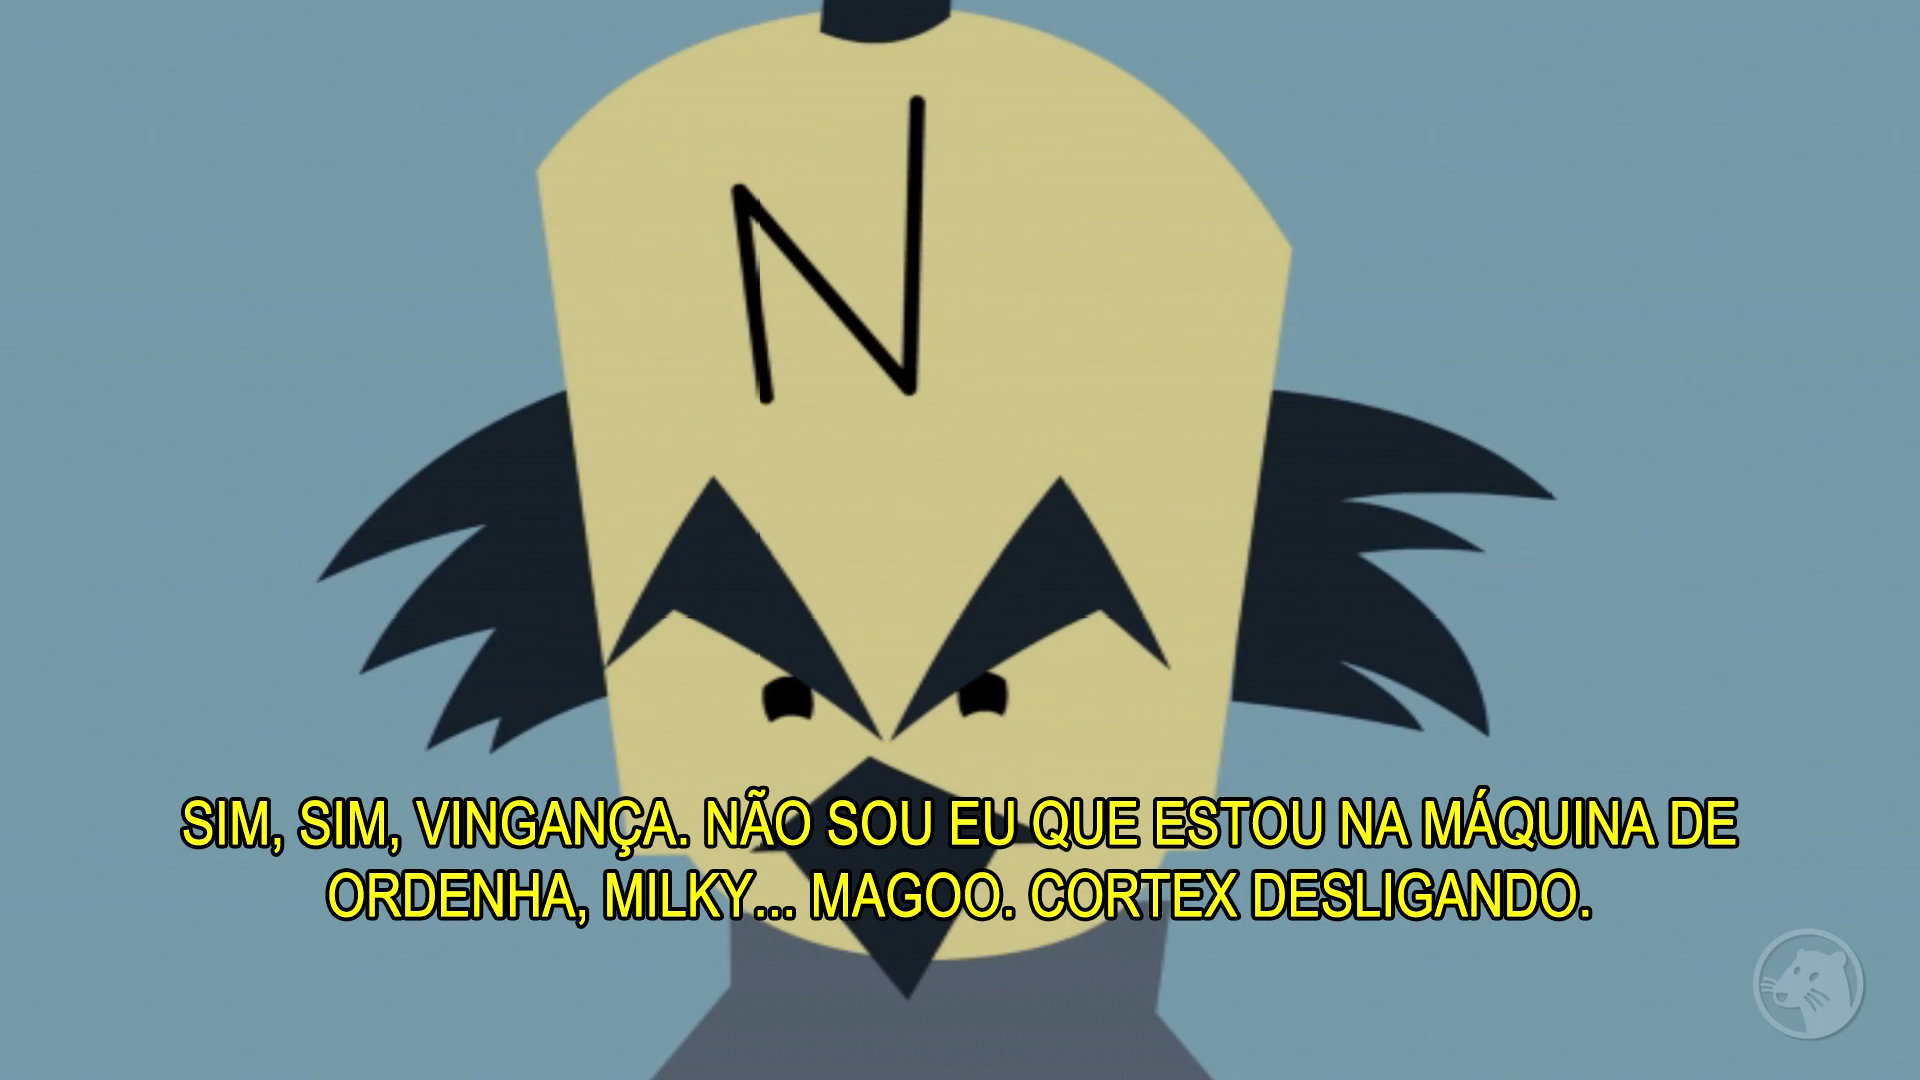 N
SIM, SIM, VINGANÇA. NÃO SOU EU QUE ESTOU NA MÁQUINA DE
ORDENHA, MILKY... MAGOO. CORTEX DESLIGANDO.